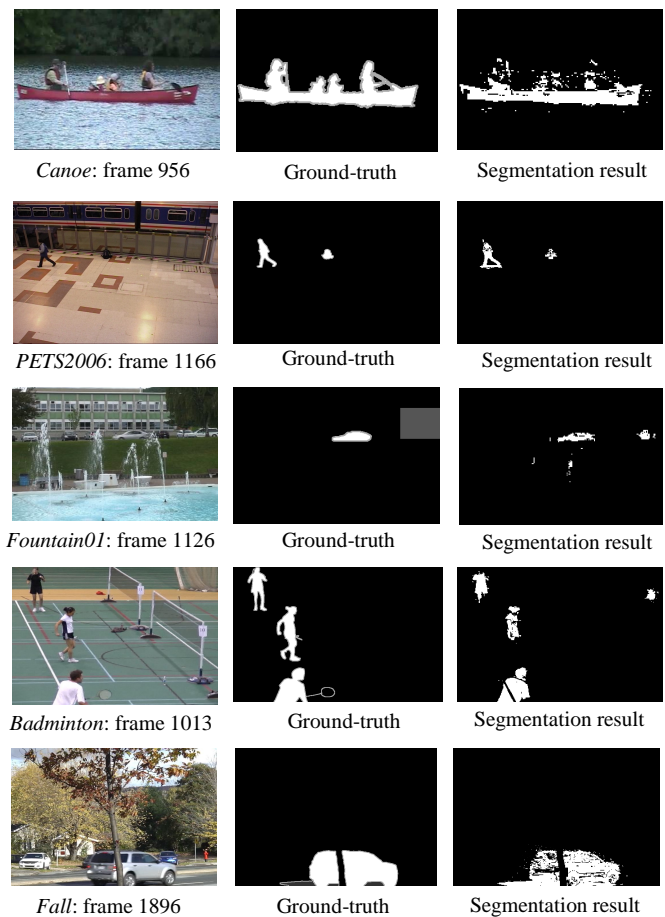 Canoe: frame 956
Ground-truth
Segmentation result
PETS2006: frame 1166
Ground-truth
Segmentation result
Fountain01: frame 1126
Ground-truth
Segmentation result
Badminton: frame 1013
Ground-truth
Segmentation result
Fall: frame 1896
Ground-truth
Segmentation result